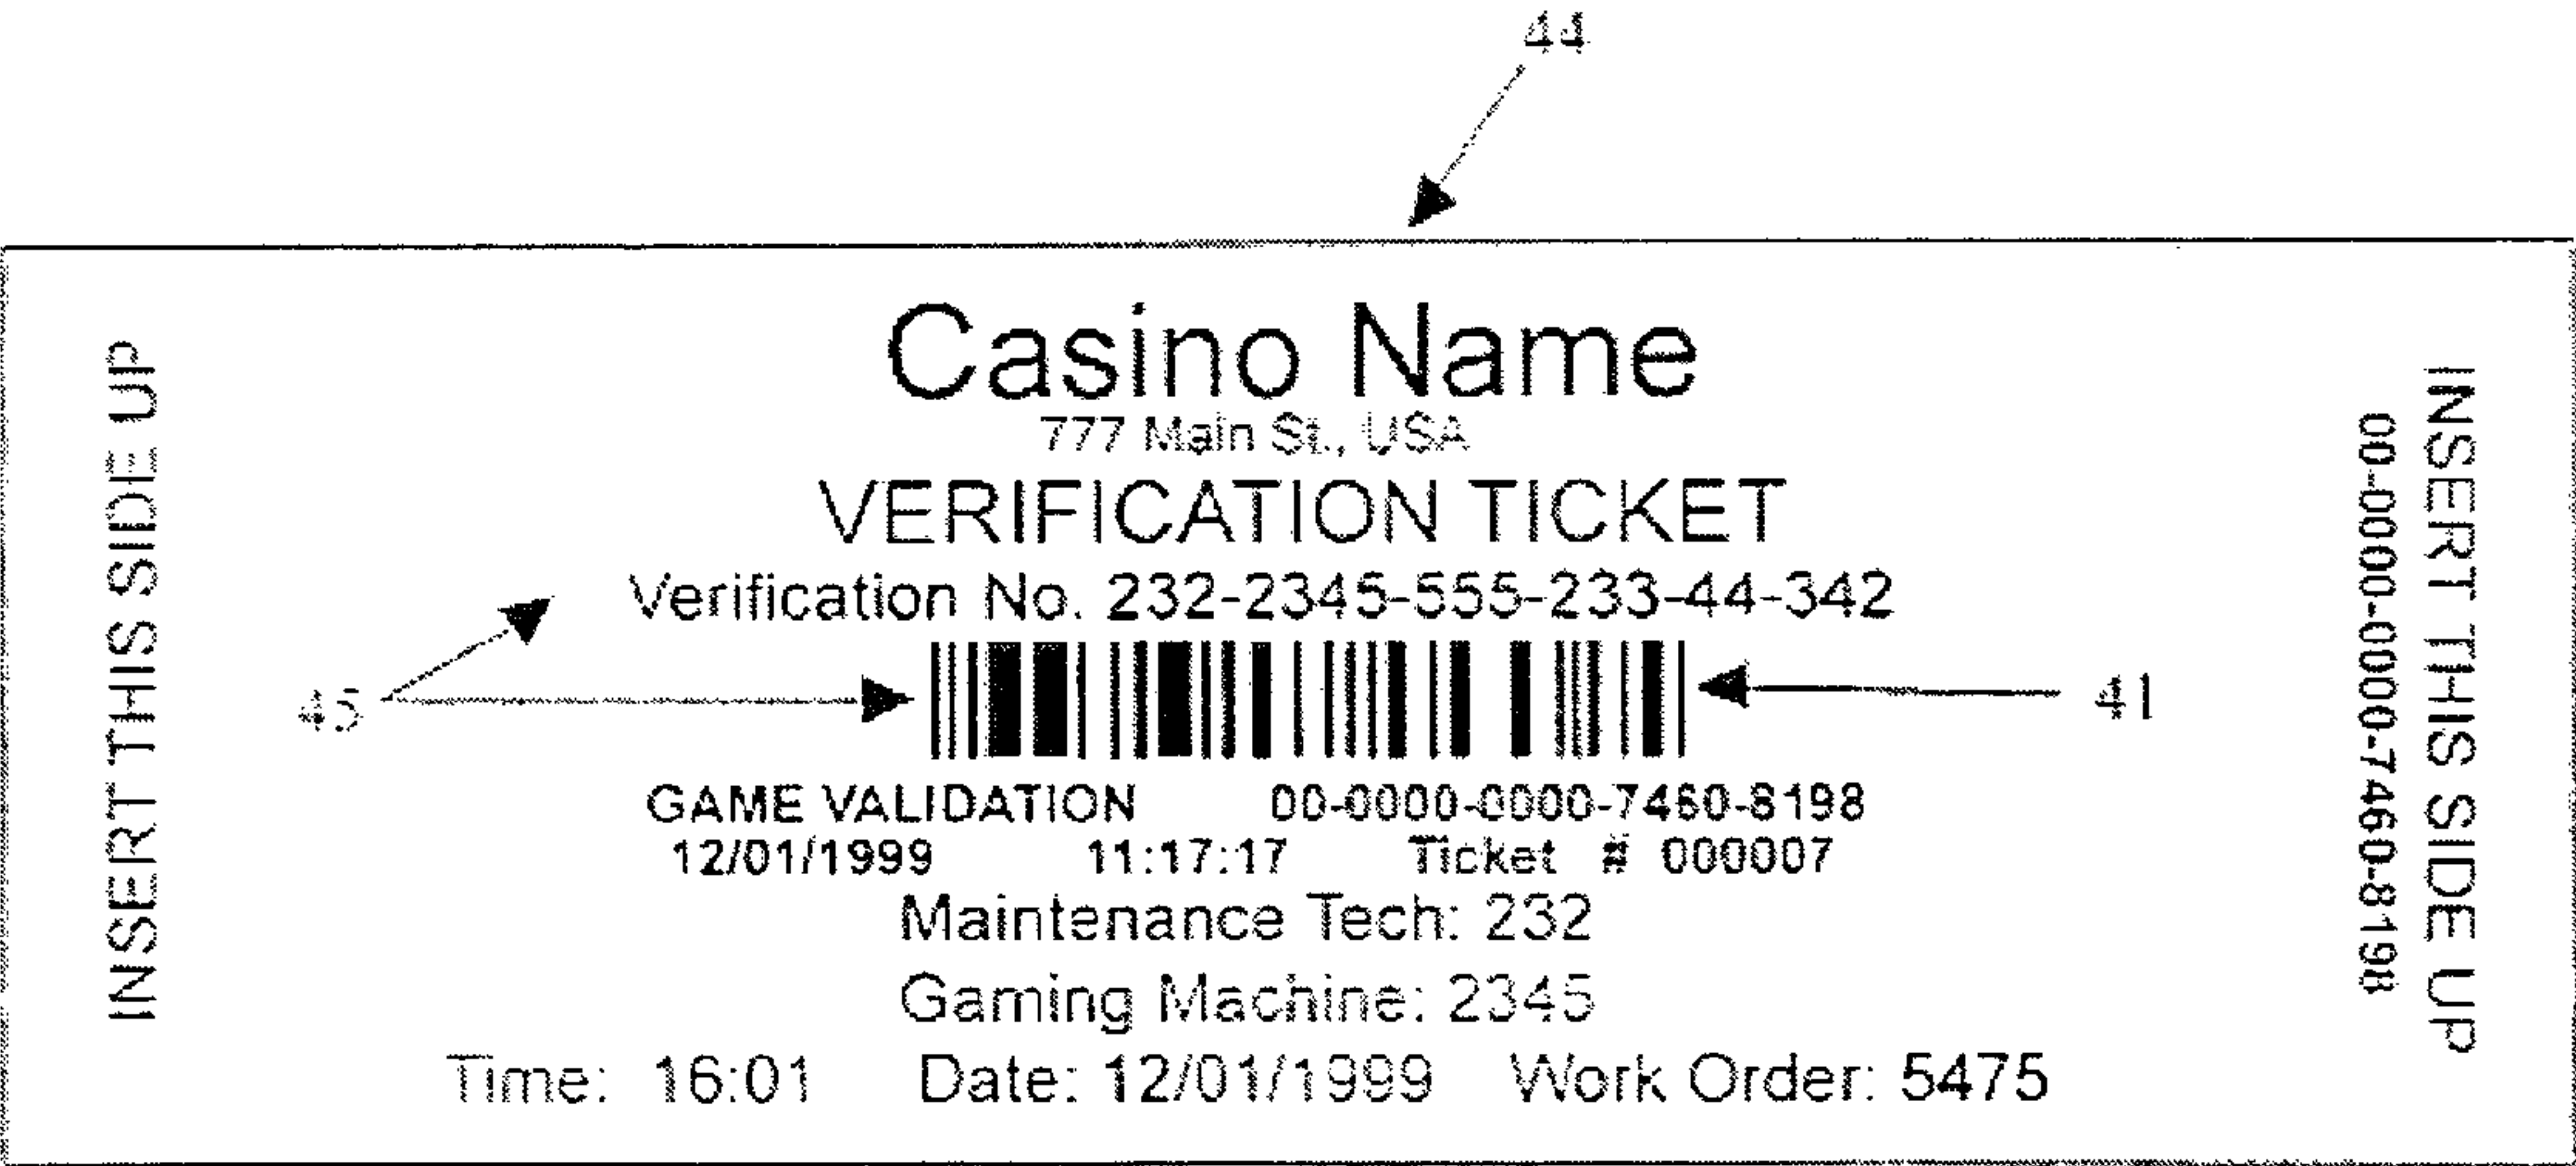 44
Casino Name
777 Main St., USA
VERIFICATION TICKET
Verification No. 232-2345-555-233-44-342
45
41
GAME VALIDATION 00-0000-0000-7460-8198
12/01/1999 11:17:17 Ticket # 000007
Maintenance Tech: 232
Gaming Machine: 2345
Time: 16:01 Date: 12/01/1999 Work Order: 5475
INSERT THIS SIDE UP
INSERT THIS SIDE UP
00-0000-0000-7460-8198